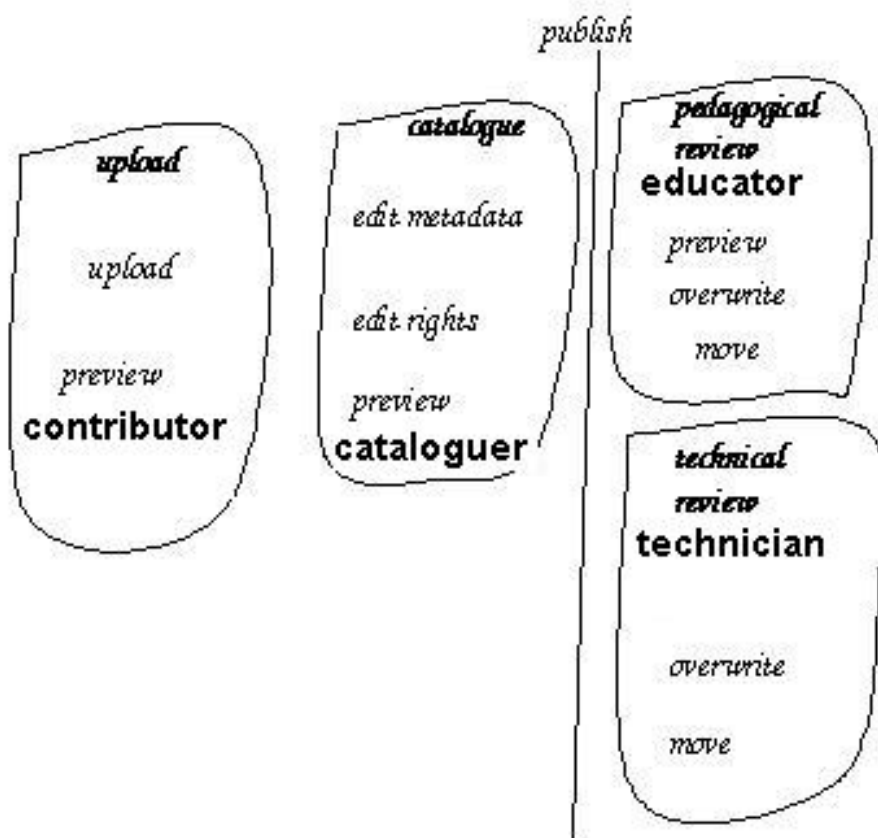 publish
upload
upload
preview
contributor
catalogue
edit metadata
edit rights
preview
cataloguer
pedagogical
review
educator
preview
overwrite
move
technical
review
technician
overwrite
move